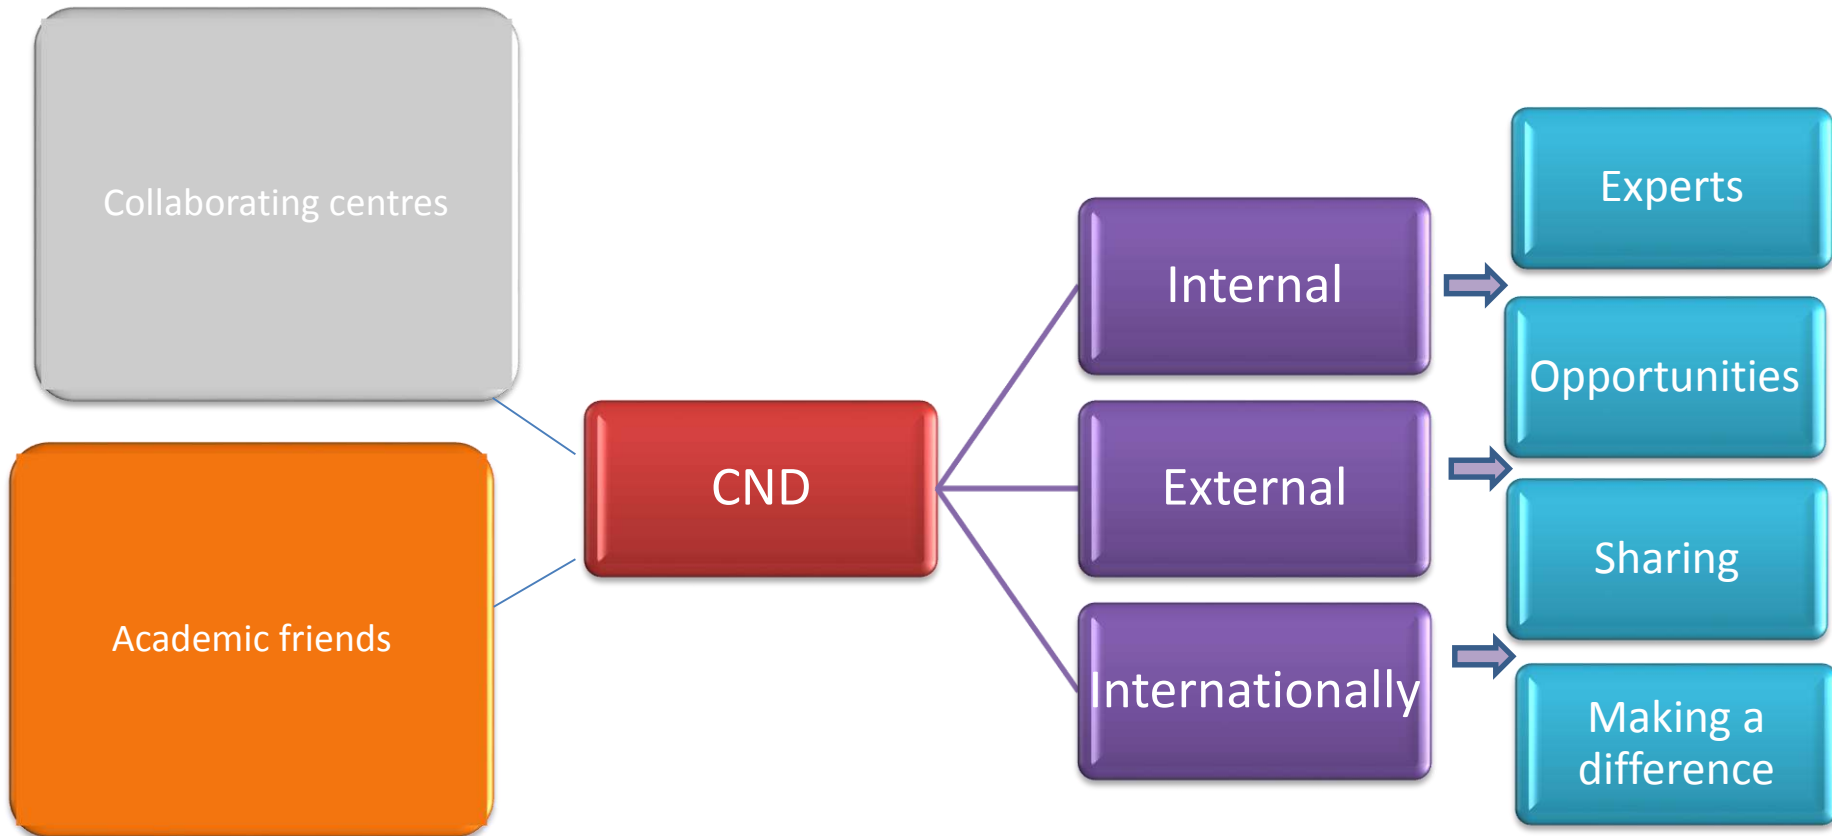 Collaborating centres
Academic friends
CND
Internal
External
Internationally
Experts
Opportunities
Sharing
Making a
difference